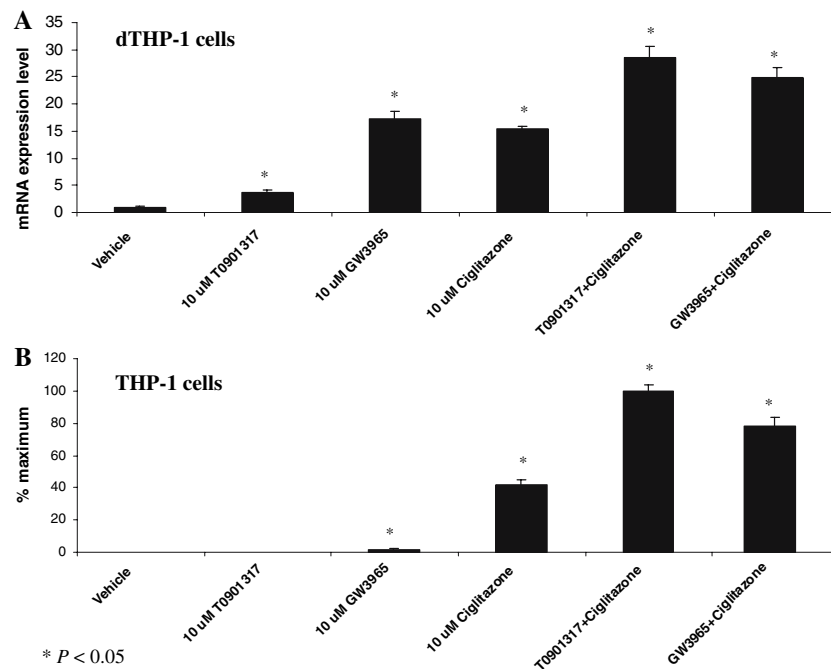 A
dTHP-1 cells
mRNA expression level
35
30
25
20
15
10
5
0
*
*
*
*
*
Vehicle
10 uM T0901317
10 uM GW3965
10 uM Ciglitazone
T0901317+Ciglitazone
GW3965+Ciglitazone
B
THP-1 cells
% maximum
120
100
80
60
40
20
0
*
*
*
*
Vehicle
10 uM T0901317
10 uM GW3965
10 uM Ciglitazone
T0901317+Ciglitazone
GW3965+Ciglitazone
* P < 0.05